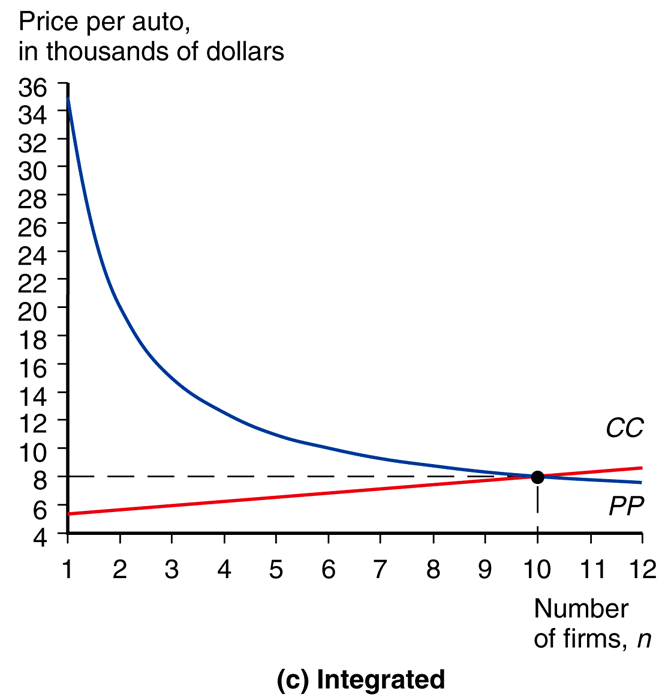 Price per auto,
in thousands of dollars
36
34
32
30
28
26
24
22
20
18
16
14
12
10
8
6
4
CC
PP
1 2 3 4 5 6 7 8 9 10 11 12
Number
of firms, n
(c) Integrated